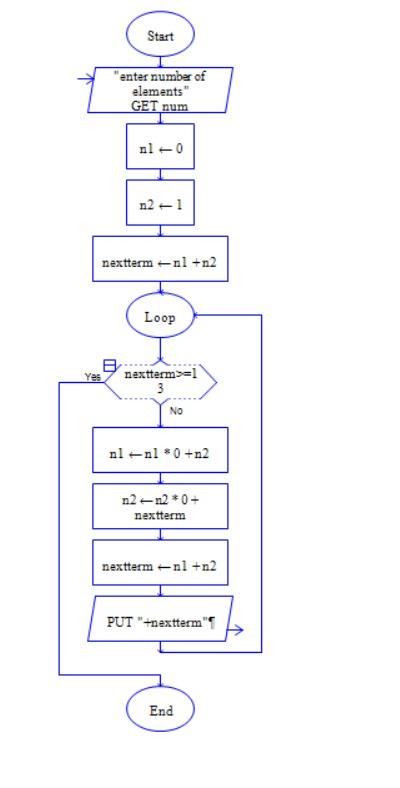 Start
"enter number of
elements"
GET num
n1 ← 0
n2 ← 1
nextterm ← n1 +n2
Loop
nextterm>=1
3
Yes
No
n1 ← n1 * 0 +n2
n2 ← n2 * 0 +
nextterm
nextterm ← n1 +n2
PUT "+nextterm"¶
End